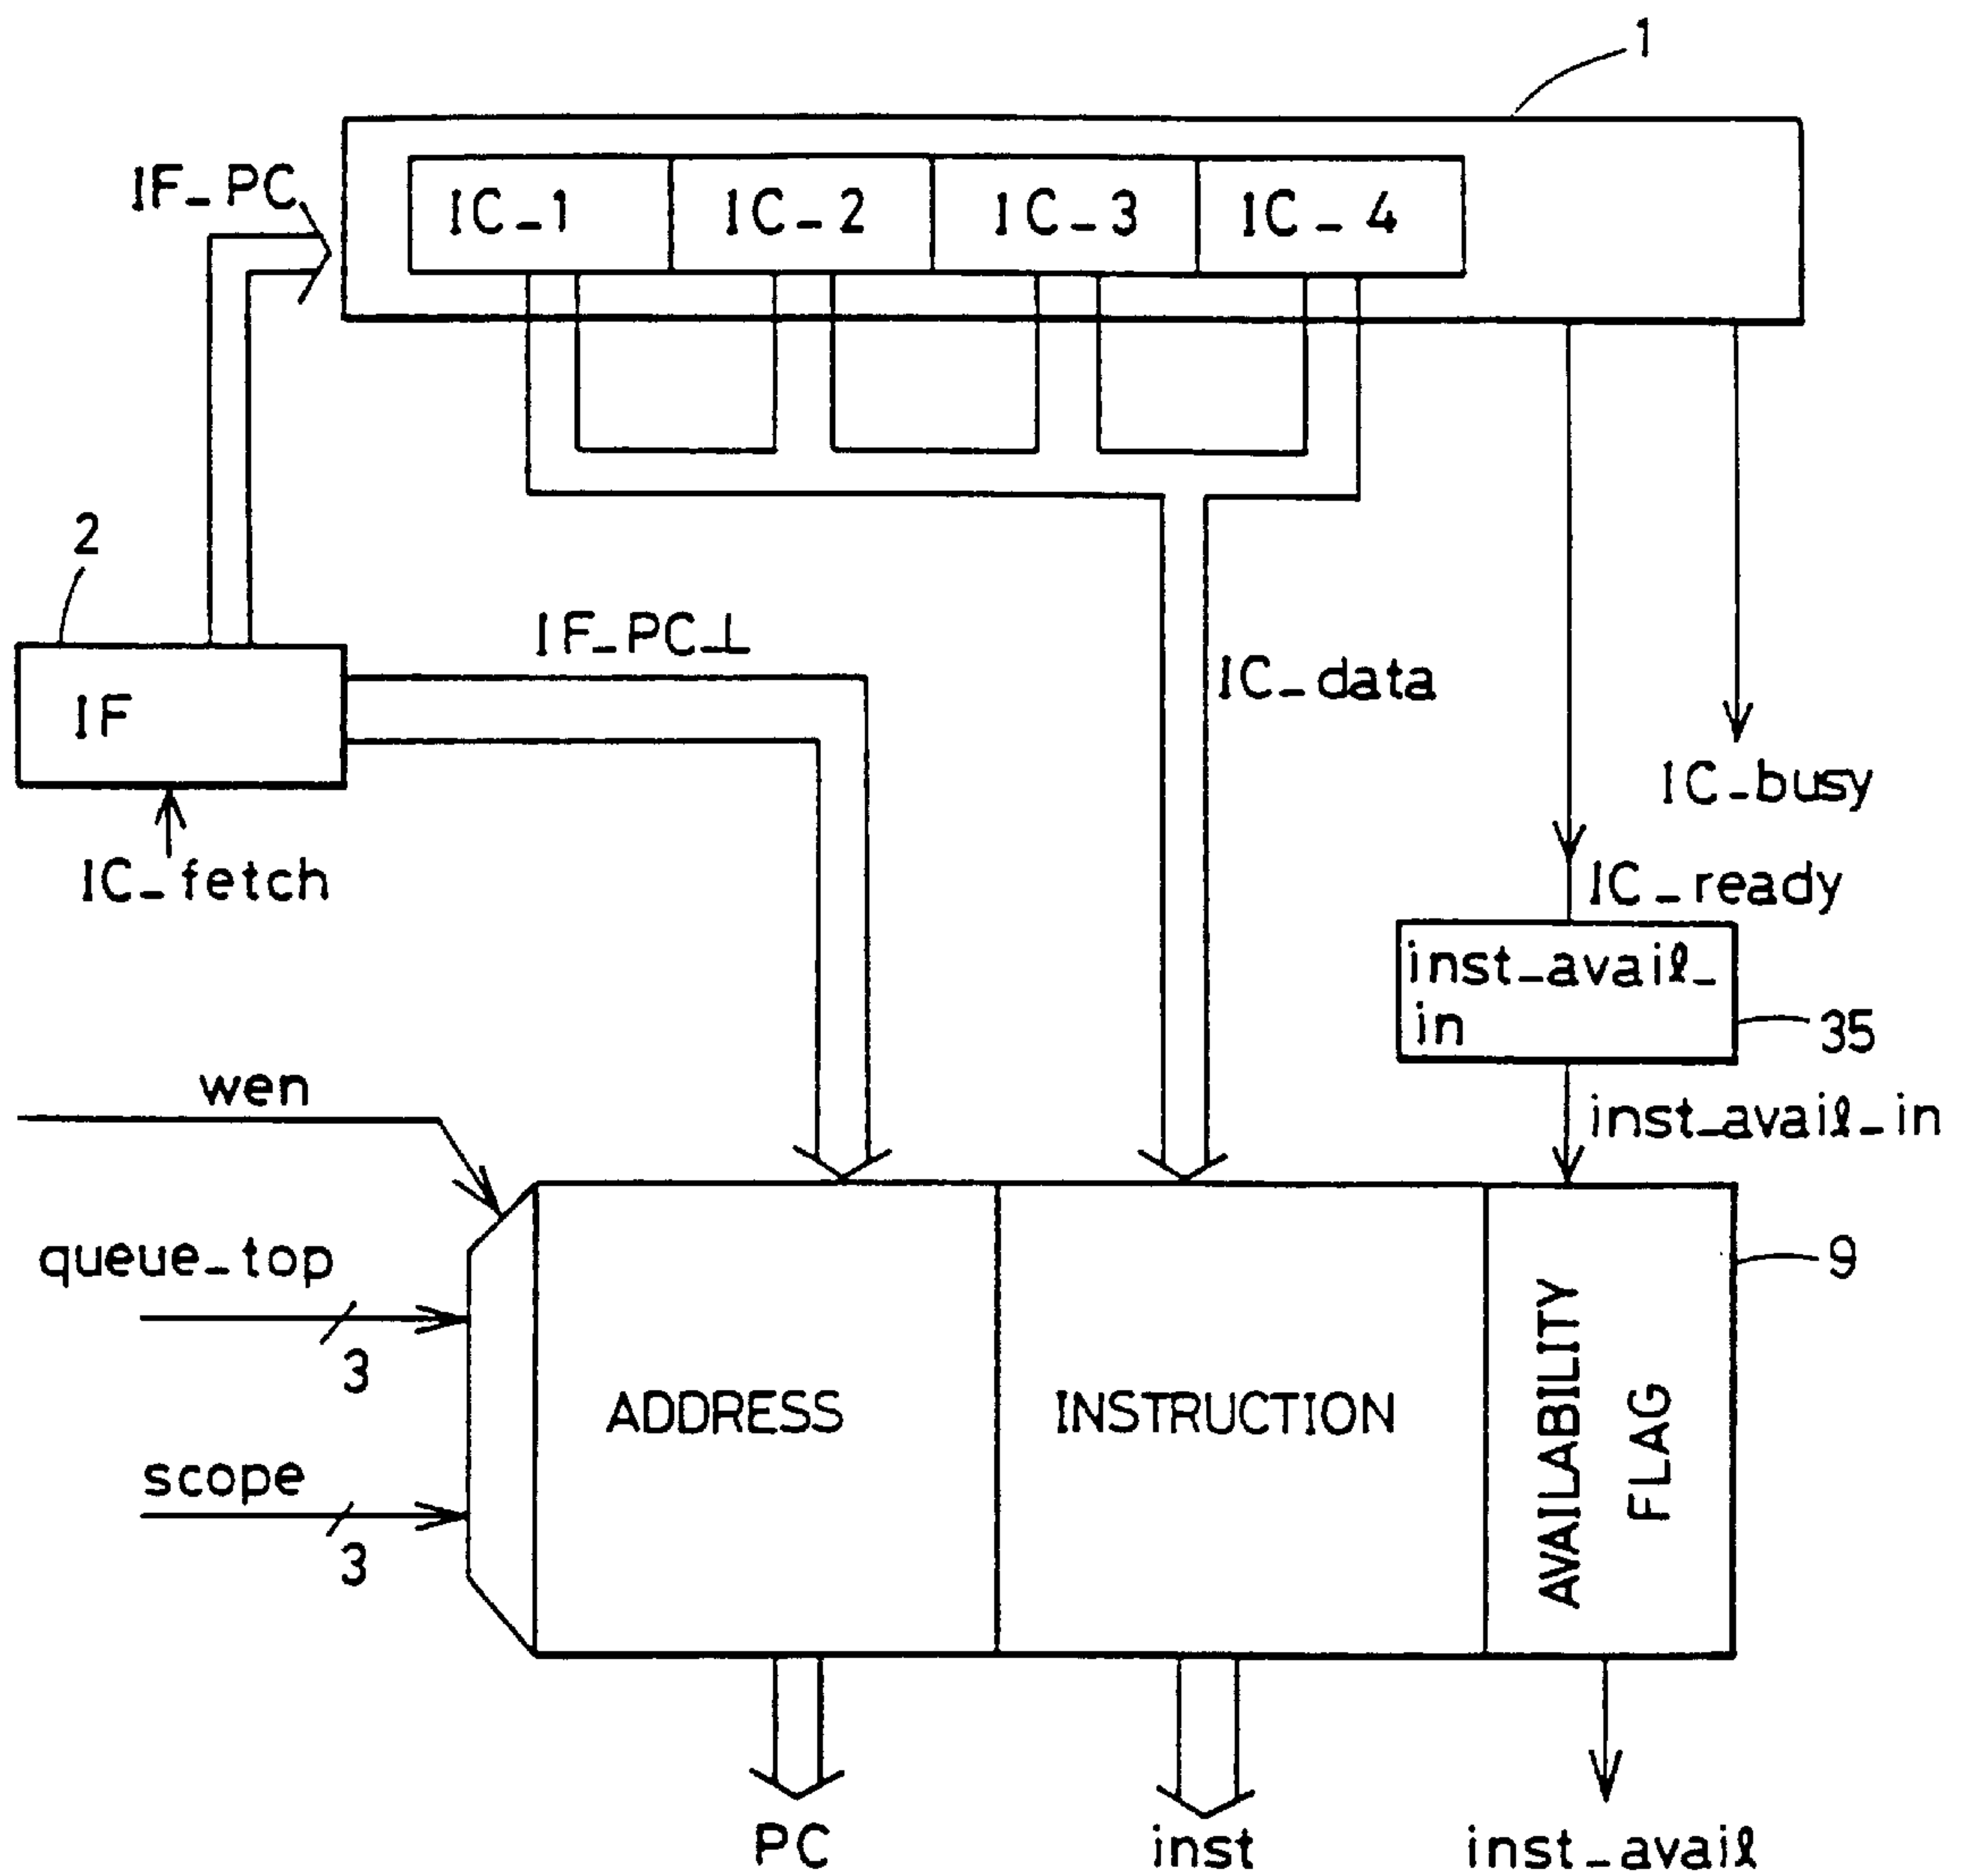 1
IF_PC
IC_1
IC_2
IC_3
IC_4
2
IF_PC_L
IC_data
IF
IC_busy
IC_fetch
IC_ready
inst_avail_
in
35
wen
inst_avail_in
queue_top
9
3
ADDRESS
INSTRUCTION
AVAILABILITY
FLAG
scope
3
PC
inst
inst_avail